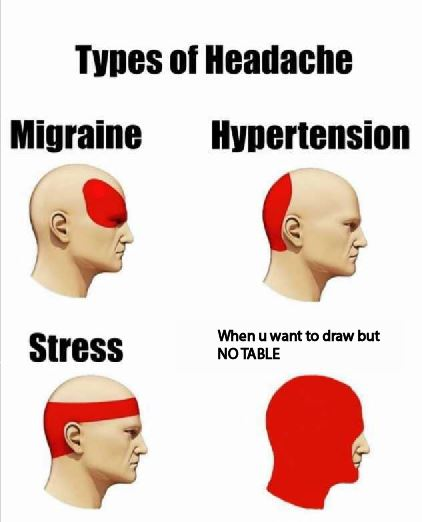 Types of Headache
Migraine
Hypertension
Stress
When u want to draw but
NO TABLE